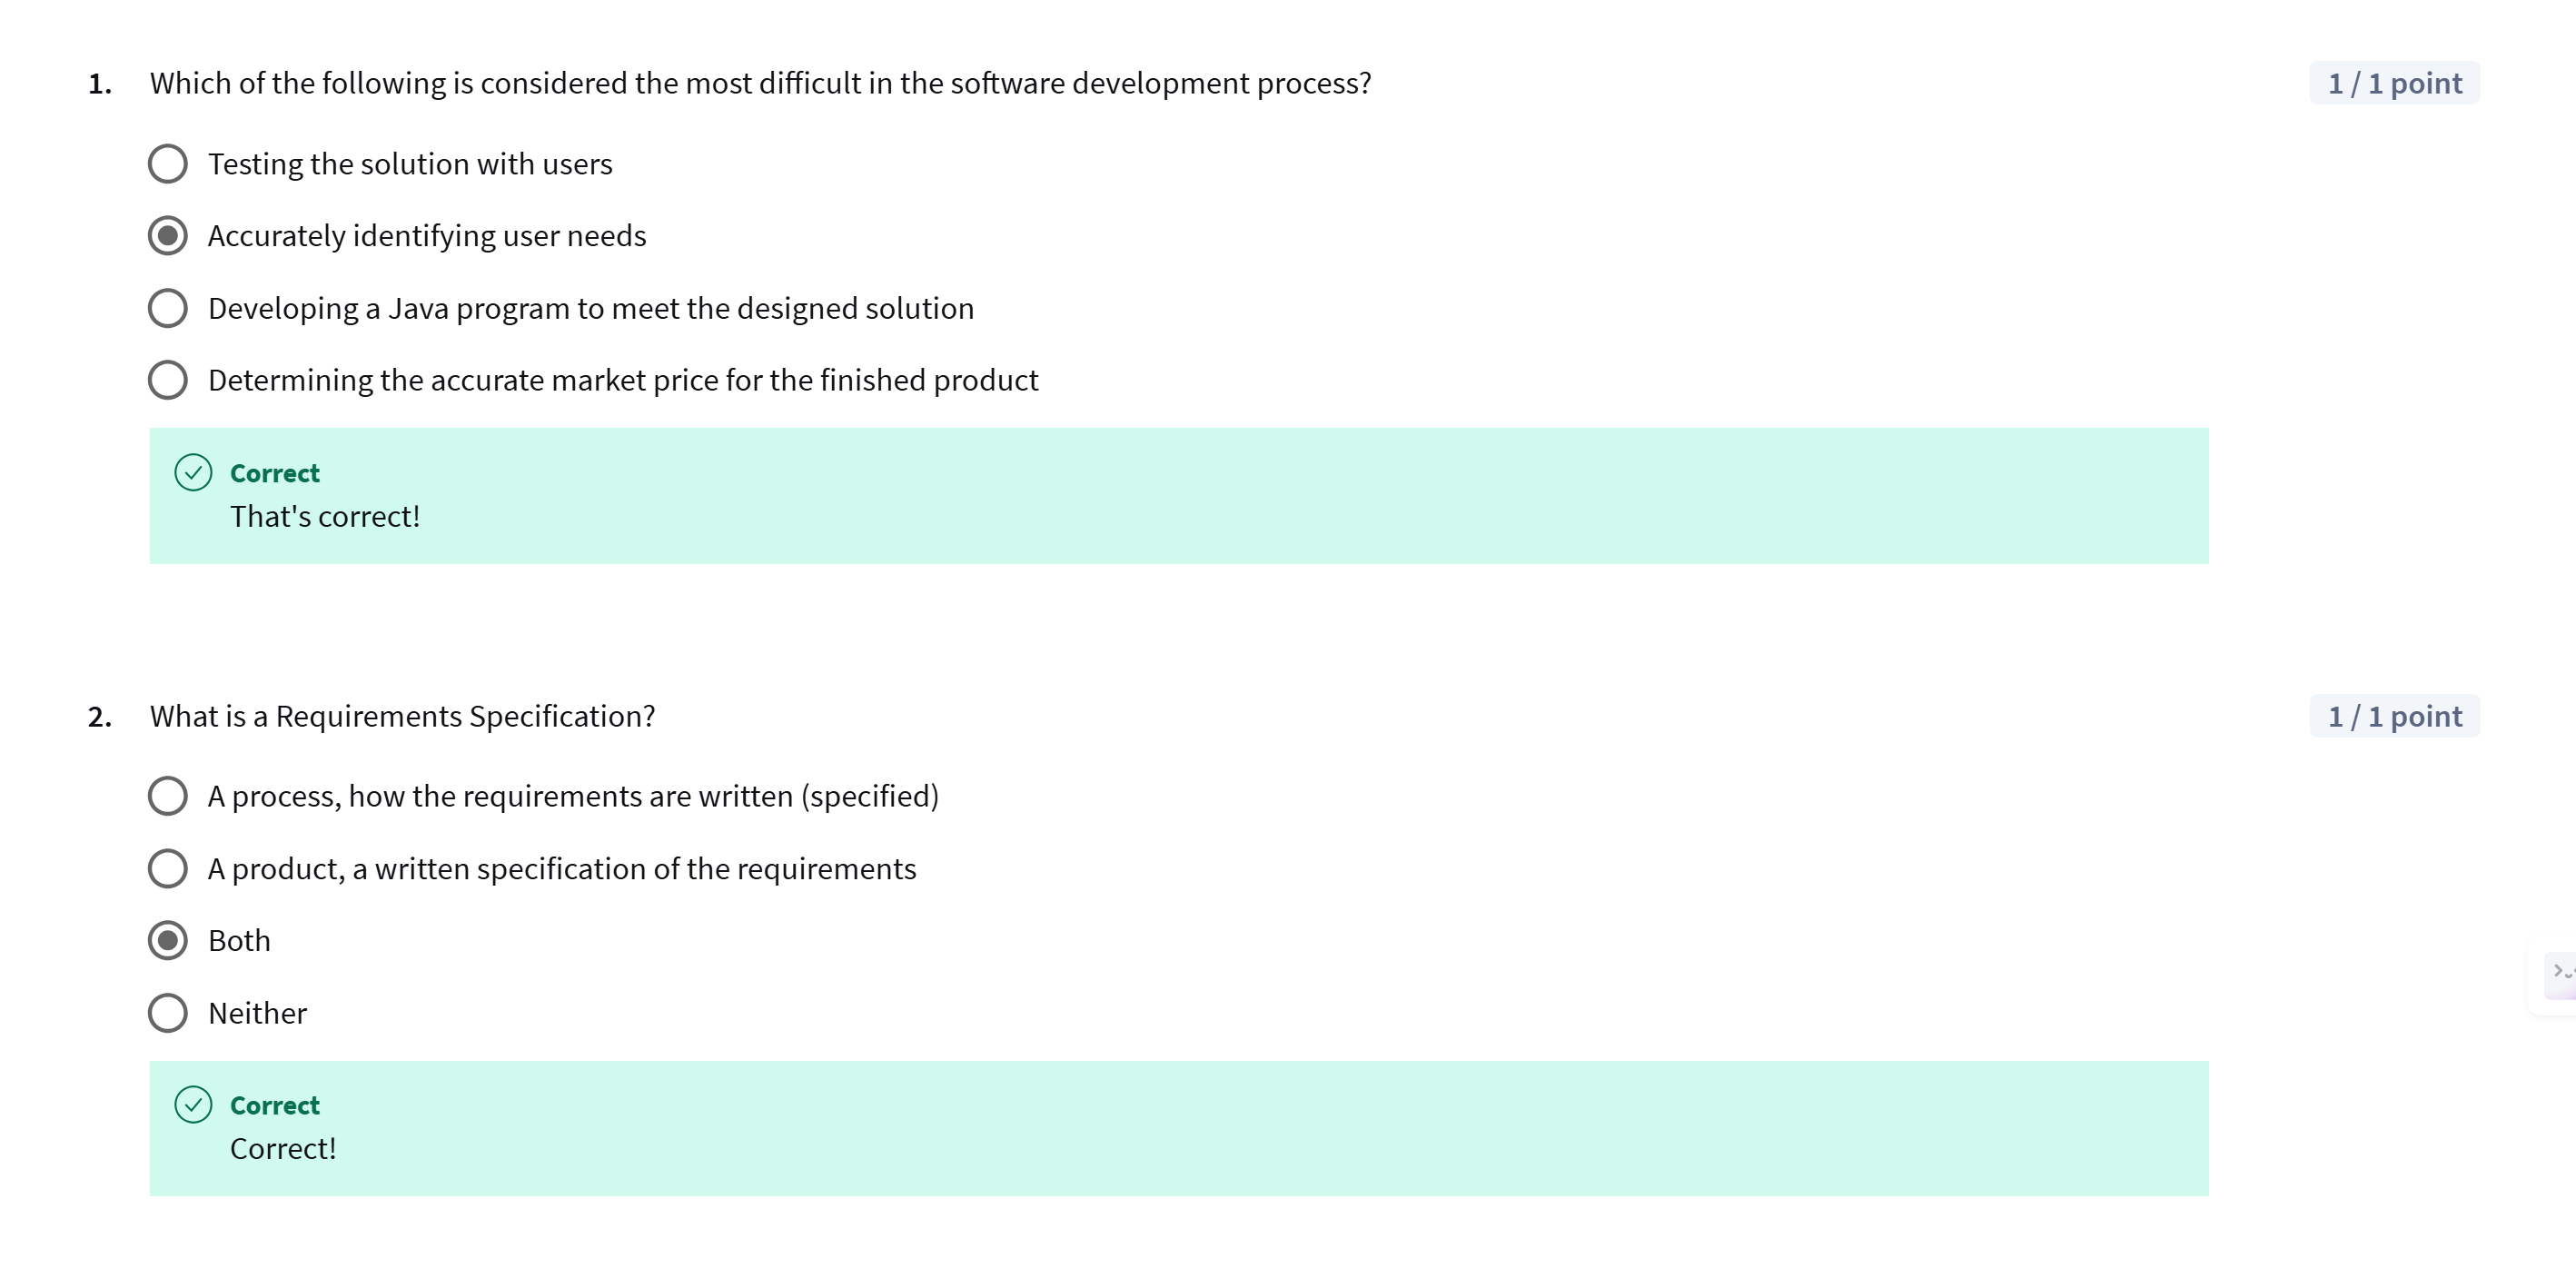 1. Which of the following is considered the most difficult in the software development process?
1 / 1 point
Testing the solution with users
Accurately identifying user needs
Developing a Java program to meet the designed solution
Determining the accurate market price for the finished product
Correct
That's correct!
2. What is a Requirements Specification?
1 / 1 point
A process, how the requirements are written (specified)
A product, a written specification of the requirements
Both
Neither
Correct
Correct!